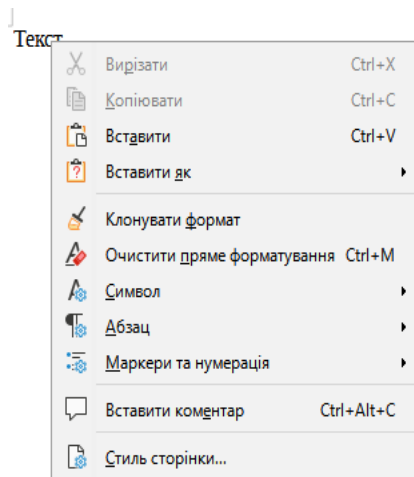 Текст
Вирізати Ctrl+X
Копіювати Ctrl+C
Вставити Ctrl+V
Вставити як
Клонувати формат
Очистити пряме форматування Ctrl+M
Символ
Абзац
Маркери та нумерація
Вставити коментар Ctrl+Alt+C
Стиль сторінки...